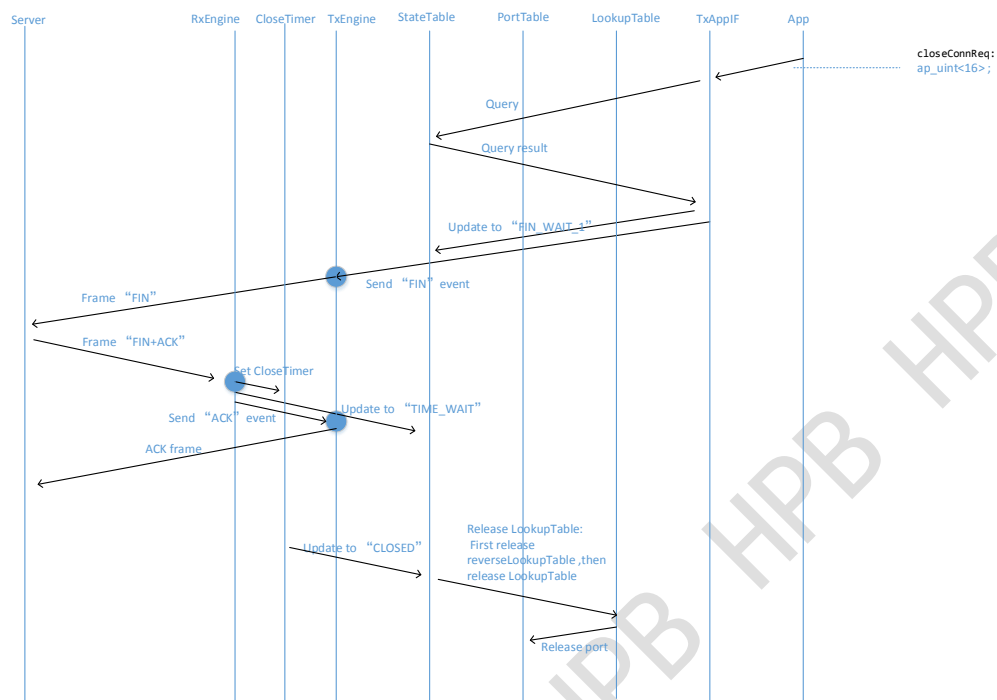 Server
RxEngine
CloseTimer
TxEngine
StateTable
PortTable
LookupTable
TxAppIF
App
closeConnReq:
ap_uint<16> ;
Query
Query result
Update to “FIN_WAIT_1”
Send “FIN” event
Frame “FIN”
Frame “FIN+ACK”
Set CloseTimer
Update to “TIME_WAIT”
Send “ACK” event
ACK frame
Release LookupTable:
First release
reverseLookupTable ,then
release LookupTable
Update to “CLOSED”
Release port
HPB HPB
HPB HPB